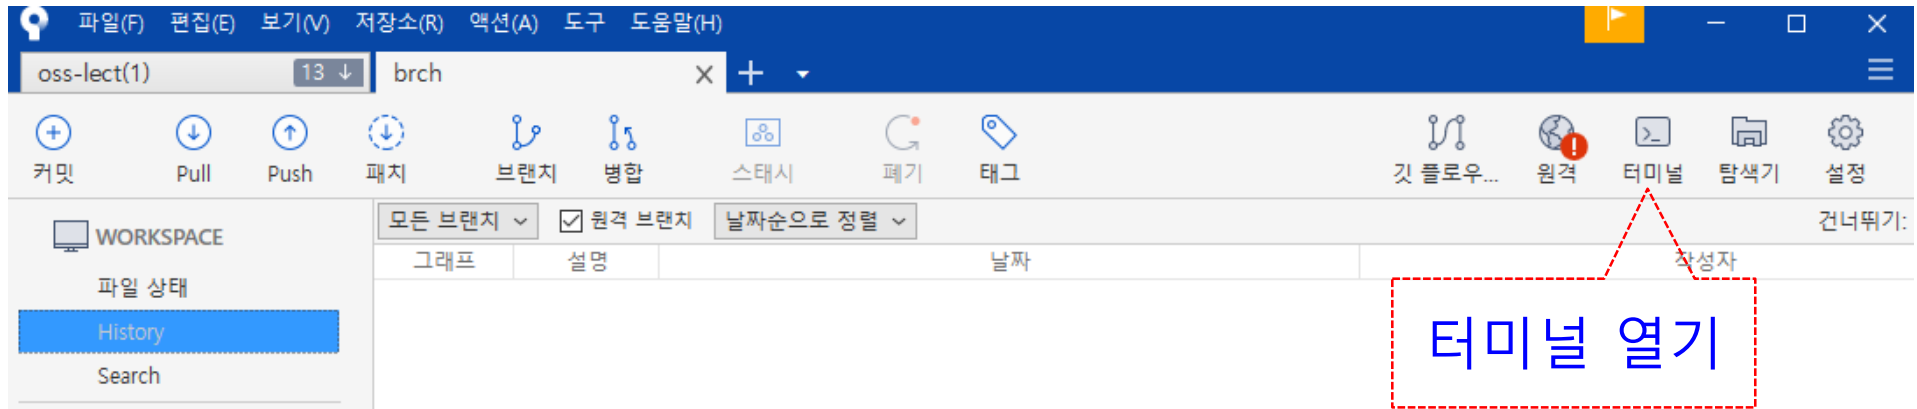 파일(F) 편집(E) 보기(V) 저장소(R) 액션(A) 도구 도움말(H)
oss-lect(1) 13 ↓ brch
커밋 Pull Push 패치 브랜치 병합 스태시 폐기 태그 깃 플로우... 원격 터미널 탐색기 설정
모든 브랜치 원격 브랜치 날짜순으로 정렬 건너뛰기:
WORKSPACE
그래프 설명 날짜 작성자
파일 상태
History
Search
터미널 열기